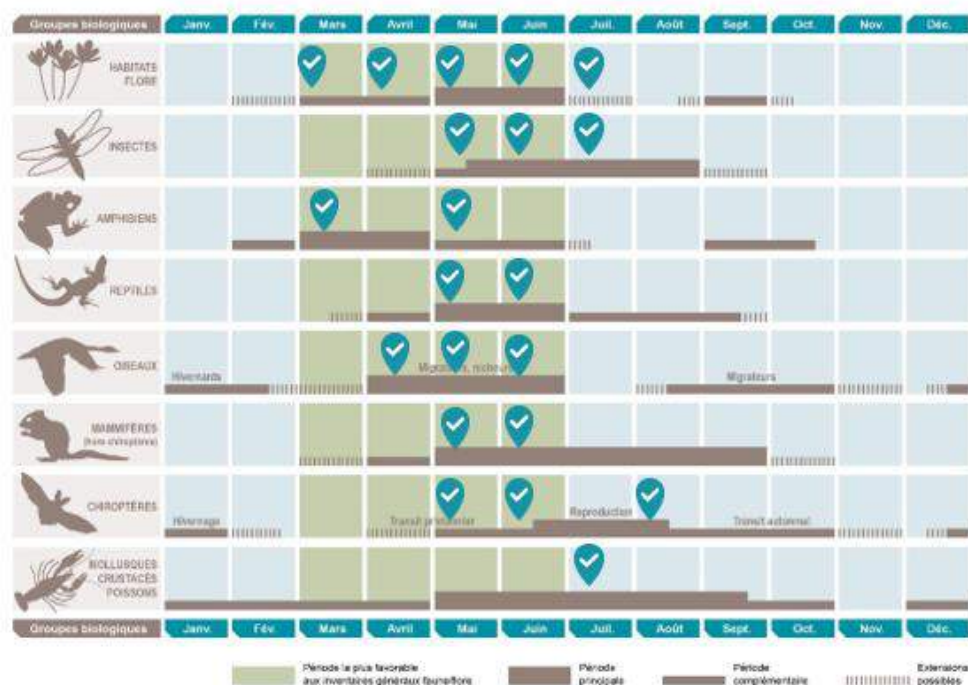 Groupes biologiques Janv. Fév. Mars Avril Mai Juin Juil. Août Sept. Oct. Nov. Déc.
HABITATS
FLORE
INSECTES
AMPHIBIENS
REPTILES
OISEAUX
Hivernants
Migrateurs, nicheurs
Migrateurs
MAMMIFÈRES
(hors chiroptères)
CHIROPTÈRES
Hivernage
Transit printanier
Reproduction
Transit automnal
MOLLUSQUES
CRUSTACÉS
POISSONS
Groupes biologiques Janv. Fév. Mars Avril Mai Juin Juil. Août Sept. Oct. Nov. Déc.
Période la plus favorable
aux inventaires généraux faune/flore
Période
principale
Période
complémentaire
Extensions
possibles